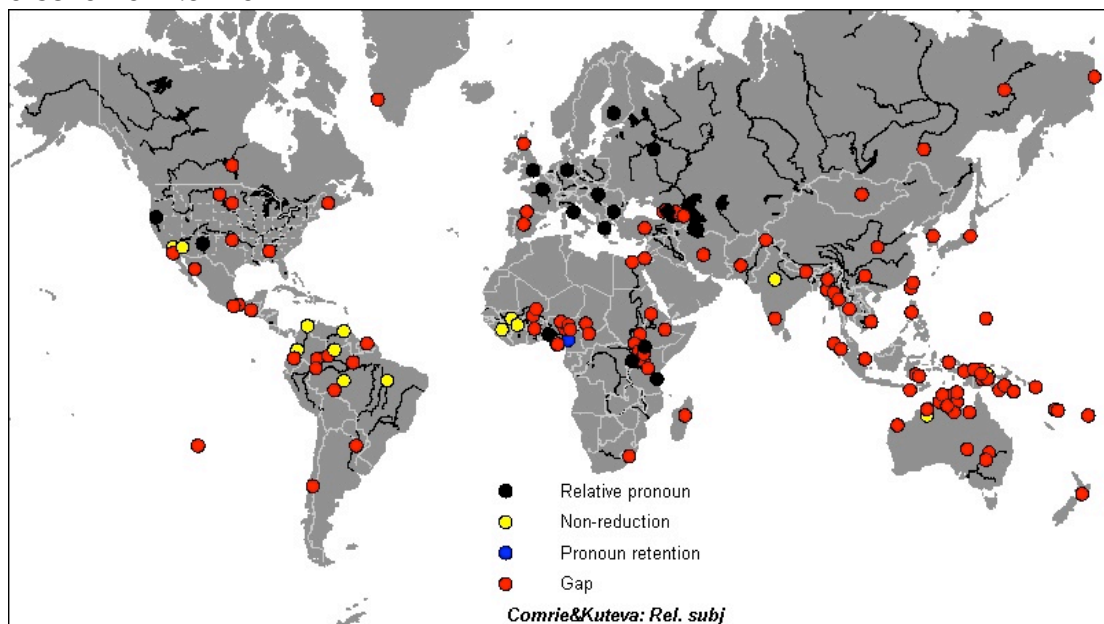 Relative pronoun
Non-reduction
Pronoun retention
Gap
Comrie&Kuteva: Rel. subj